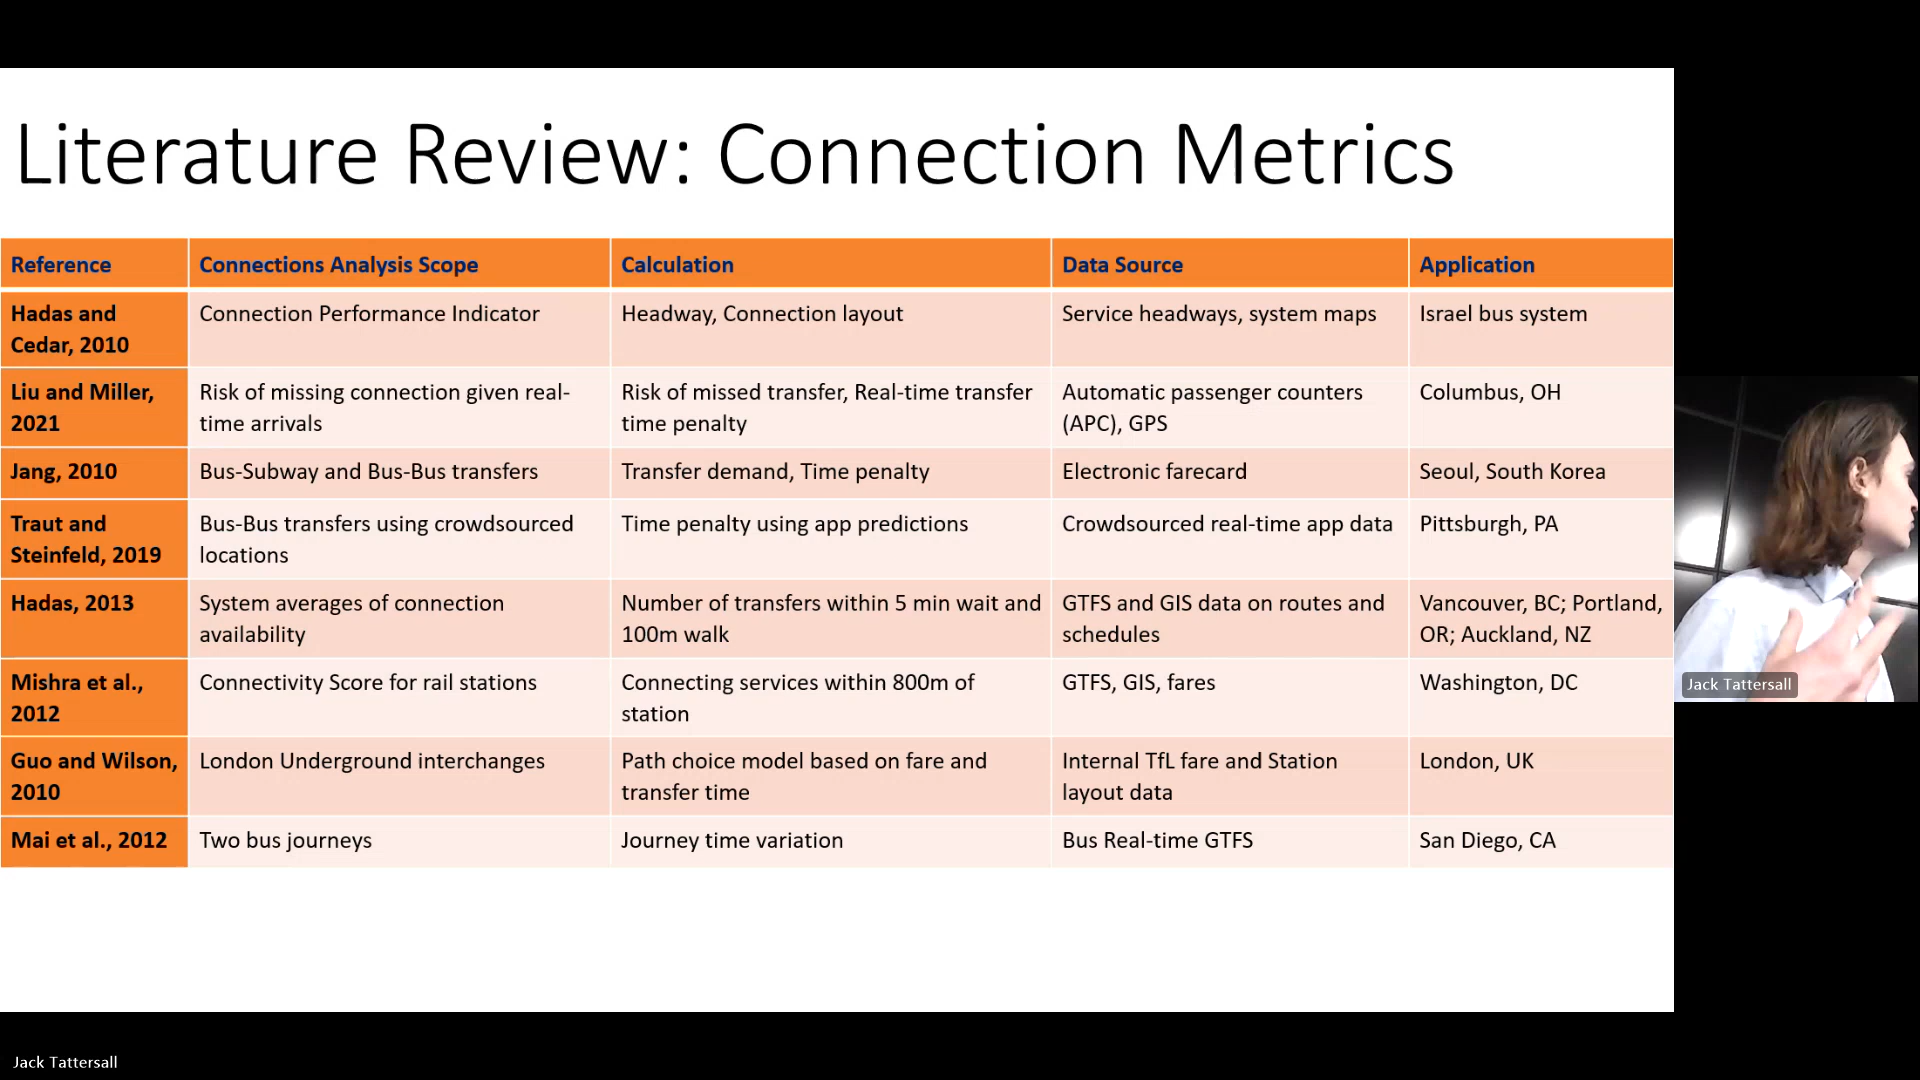 Literature Review: Connection Metrics
Reference
Connections Analysis Scope
Calculation
Data Source
Application
Hadas and
Cedar, 2010
Connection Performance Indicator
Headway, Connection layout
Service headways, system maps
Israel bus system
Liu and Miller,
2021
Risk of missing connection given real-
time arrivals
Risk of missed transfer, Real-time transfer
time penalty
Automatic passenger counters
(APC), GPS
Columbus, OH
Jang, 2010
Bus-Subway and Bus-Bus transfers
Transfer demand, Time penalty
Electronic farecard
Seoul, South Korea
Traut and
Steinfeld, 2019
Bus-Bus transfers using crowdsourced
locations
Time penalty using app predictions
Crowdsourced real-time app data
Pittsburgh, PA
Hadas, 2013
System averages of connection
availability
Number of transfers within 5 min wait and
100m walk
GTFS and GIS data on routes and
schedules
Vancouver, BC; Portland,
OR; Auckland, NZ
Mishra et al.,
2012
Connectivity Score for rail stations
Connecting services within 800m of
station
GTFS, GIS, fares
Washington, DC
Guo and Wilson,
2010
London Underground interchanges
Path choice model based on fare and
transfer time
Internal TfL fare and Station
layout data
London, UK
Mai et al., 2012
Two bus journeys
Journey time variation
Bus Real-time GTFS
San Diego, CA
Jack Tattersall
Jack Tattersall